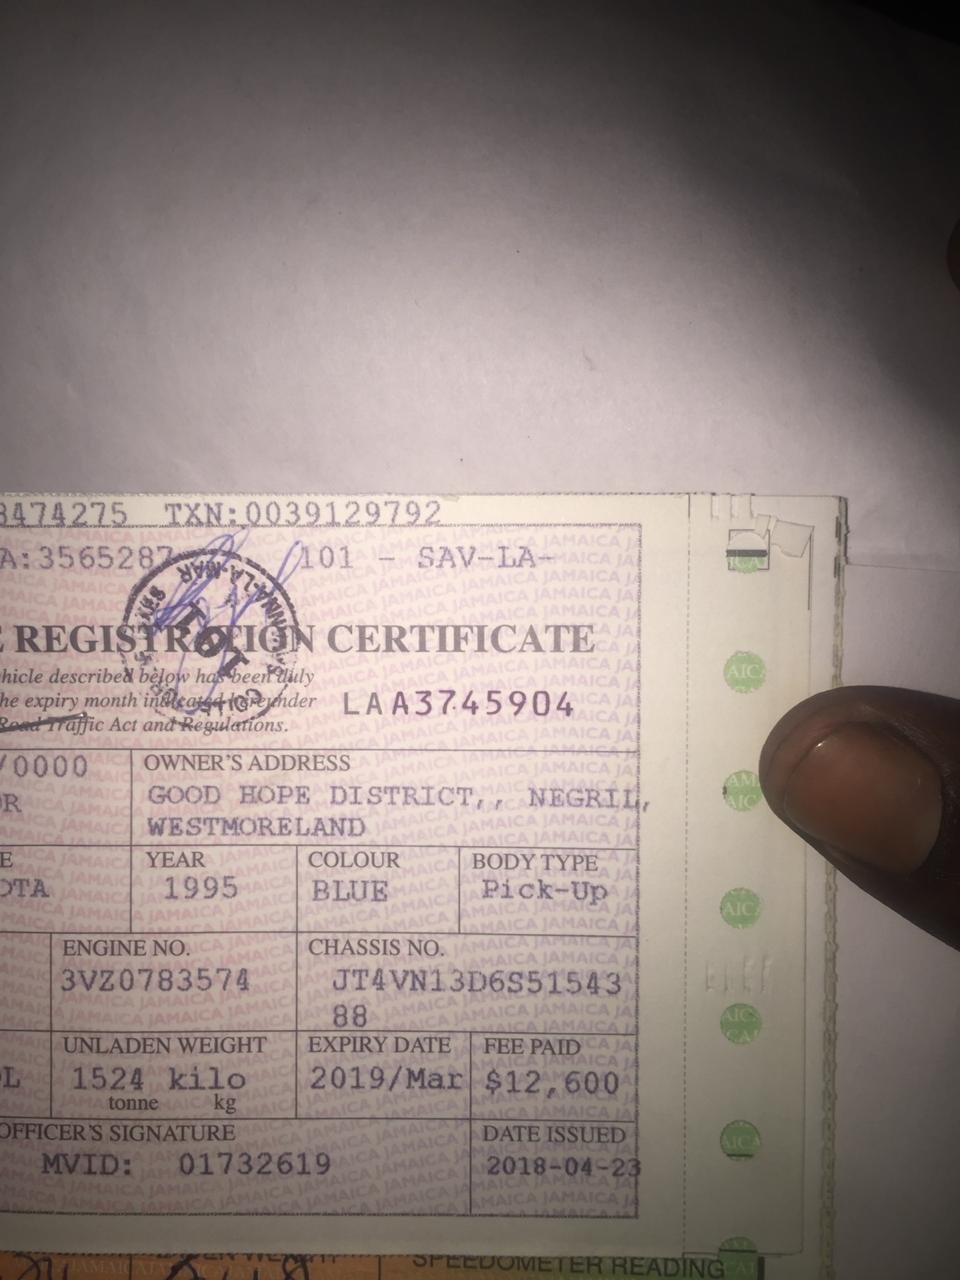 8474275 TXN:0039129792
A:3565287 101 - SAV-LA-
REGISTRATION CERTIFICATE
hicle described below has been duly
he expiry month indicated hereunder
Road Traffic Act and Regulations.
LAA3745904
/0000
OWNER'S ADDRESS
GOOD HOPE DISTRICT,, NEGRIL,
WESTMORELAND
YEAR
1995
COLOUR
BLUE
BODY TYPE
Pick-Up
OTA
ENGINE NO.
3VZ0783574
CHASSIS NO.
JT4VN13D6S51543
88
UNLADEN WEIGHT
1524 kilo
tonne kg
EXPIRY DATE
2019/Mar
FEE PAID
$12,600
OFFICER'S SIGNATURE
MVID: 01732619
DATE ISSUED
2018-04-23
SPEEDOMETER READING